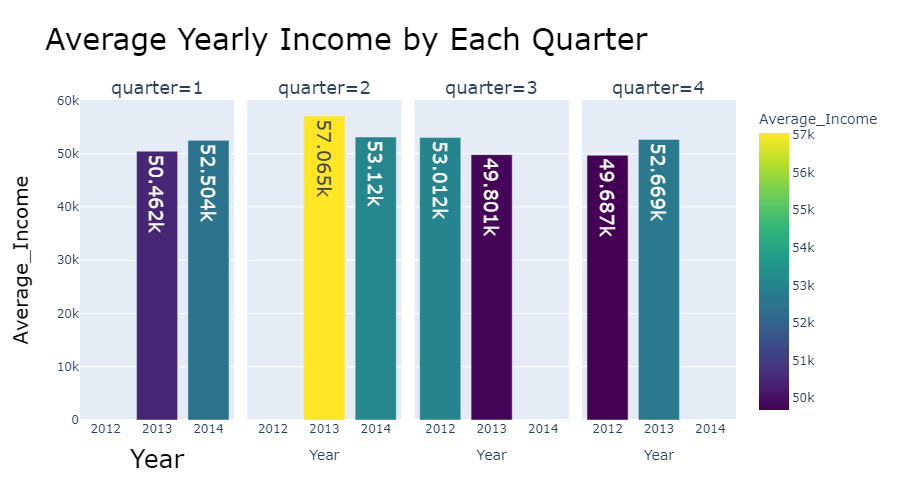 Average Yearly Income by Each Quarter
quarter=1
quarter=2
quarter=3
quarter=4
Average_Income
60k
50k
40k
30k
20k
10k
0
50.462k
52.504k
57.065k
53.12k
53.012k
49.801k
49.687k
52.669k
2012 2013 2014
2012 2013 2014
2012 2013 2014
2012 2013 2014
Year
Year
Year
Year
Average_Income
57k
56k
55k
54k
53k
52k
51k
50k